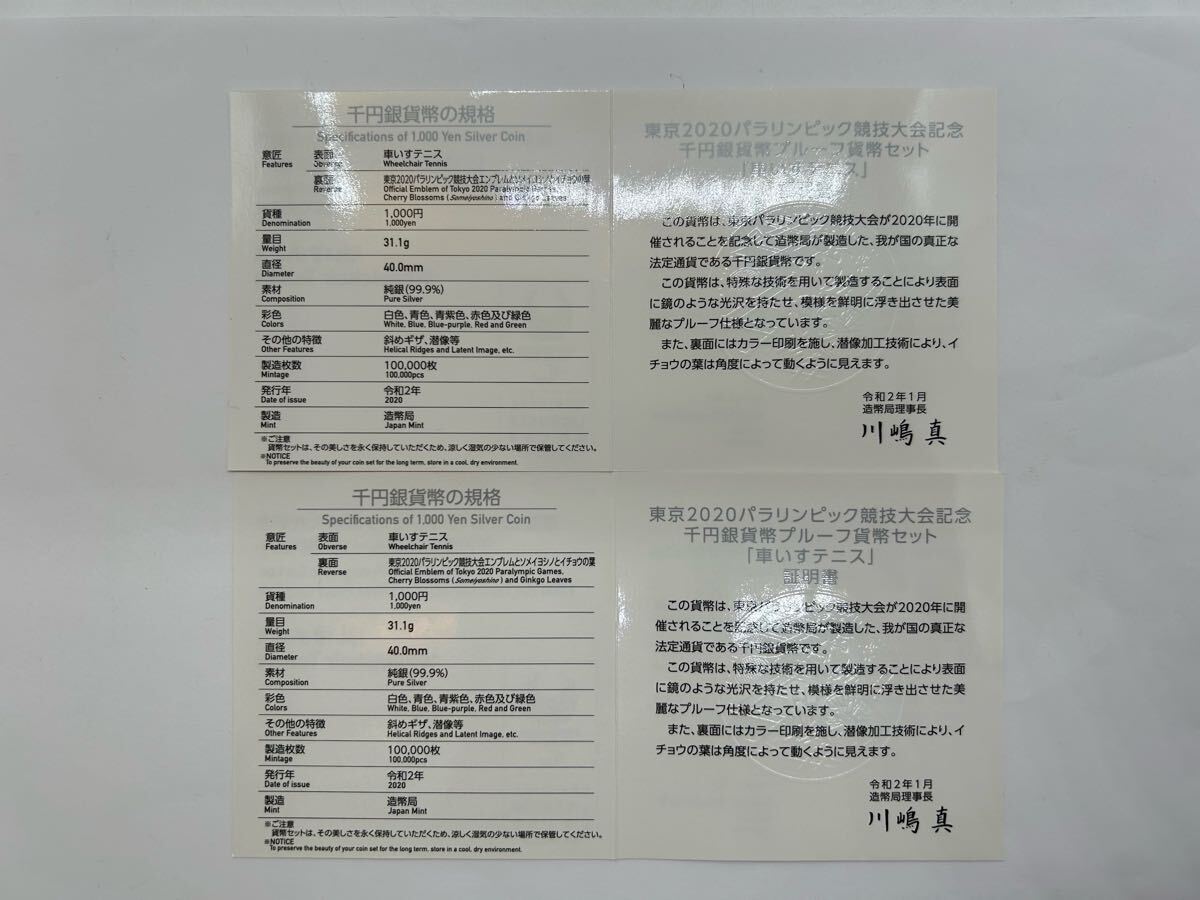 千円銀貨幣の規格
Specifications of 1,000 Yen Silver Coin
意匠 表面 車いすテニス
Features Obverse Wheelchair Tennis
裏面 東京2020パラリンピック競技大会エンブレムとソメイヨシノとイチョウの葉
Reverse Official Emblem of Tokyo 2020 Paralympic Games,
Cherry Blossoms (Someiyoshino) and Ginkgo Leaves
貨種 1,000円
Denomination 1,000yen
量目 31.1g
Weight
直径 40.0mm
Diameter
素材 純銀(99.9%)
Composition Pure Silver
彩色 白色、青色、青紫色、赤色及び緑色
Colors White, Blue, Blue-purple, Red and Green
その他の特徴 斜めギザ、潜像等
Other Features Helical Ridges and Latent Image, etc.
製造枚数 100,000枚
Mintage 100,000pcs
発行年 令和2年
Date of issue 2020
製造 造幣局
Mint Japan Mint
※ご注意
貨幣セットは、その美しさを永く保持していただくため、涼しく湿気の少ない場所で保管してください。
※NOTICE
To preserve the beauty of your coin set for the long term, store in a cool, dry environment.
東京2020パラリンピック競技大会記念
千円銀貨幣プルーフ貨幣セット
「車いすテニス」
この貨幣は、東京パラリンピック競技大会が2020年に開
催されることを記念して造幣局が製造した、我が国の真正な
法定通貨である千円銀貨幣です。
この貨幣は、特殊な技術を用いて製造することにより表面
に鏡のような光沢を持たせ、模様を鮮明に浮き出させた美
麗なプルーフ仕様となっています。
また、裏面にはカラー印刷を施し、潜像加工技術により、イ
チョウの葉は角度によって動くように見えます。
令和2年1月
造幣局理事長
川嶋 真
千円銀貨幣の規格
Specifications of 1,000 Yen Silver Coin
意匠 表面 車いすテニス
Features Obverse Wheelchair Tennis
裏面 東京2020パラリンピック競技大会エンブレムとソメイヨシノとイチョウの葉
Reverse Official Emblem of Tokyo 2020 Paralympic Games,
Cherry Blossoms (Someiyoshino) and Ginkgo Leaves
貨種 1,000円
Denomination 1,000yen
量目 31.1g
Weight
直径 40.0mm
Diameter
素材 純銀(99.9%)
Composition Pure Silver
彩色 白色、青色、青紫色、赤色及び緑色
Colors White, Blue, Blue-purple, Red and Green
その他の特徴 斜めギザ、潜像等
Other Features Helical Ridges and Latent Image, etc.
製造枚数 100,000枚
Mintage 100,000pcs
発行年 令和2年
Date of issue 2020
製造 造幣局
Mint Japan Mint
※ご注意
貨幣セットは、その美しさを永く保持していただくため、涼しく湿気の少ない場所で保管してください。
※NOTICE
To preserve the beauty of your coin set for the long term, store in a cool, dry environment.
東京2020パラリンピック競技大会記念
千円銀貨幣プルーフ貨幣セット
「車いすテニス」
証明書
この貨幣は、東京パラリンピック競技大会が2020年に開
催されることを記念して造幣局が製造した、我が国の真正な
法定通貨である千円銀貨幣です。
この貨幣は、特殊な技術を用いて製造することにより表面
に鏡のような光沢を持たせ、模様を鮮明に浮き出させた美
麗なプルーフ仕様となっています。
また、裏面にはカラー印刷を施し、潜像加工技術により、イ
チョウの葉は角度によって動くように見えます。
令和2年1月
造幣局理事長
川嶋 真